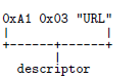 0xA1 0x03 "URL"
| |
+------+------+
|
descriptor